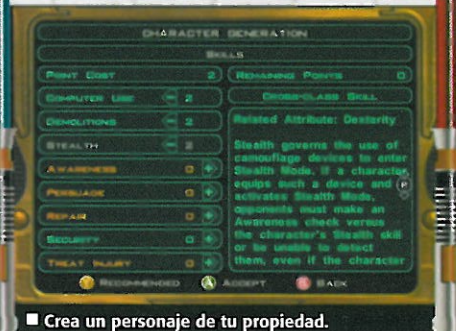 CHARACTER GENERATION
SKILLS
POINT COST 2
REMAINING POINTS 0
COMPUTER USE 2
CROSS-CLASS SKILL
DEMOLITIONS 2
STEALTH 2
AWARENESS 0
PERSUADE 0
REPAIR 0
SECURITY 0
TREAT INJURY 0
Related Attribute: Dexterity
Stealth governs the use of
camouflage devices to enter
Stealth Mode. If a character
equips such a device and
activates Stealth Mode,
opponents must make an
Awareness check versus
the character's Stealth skill
or be unable to detect
them, even if the character
Y RECOMMENDED A ACCEPT B BACK
Crea un personaje de tu propiedad.